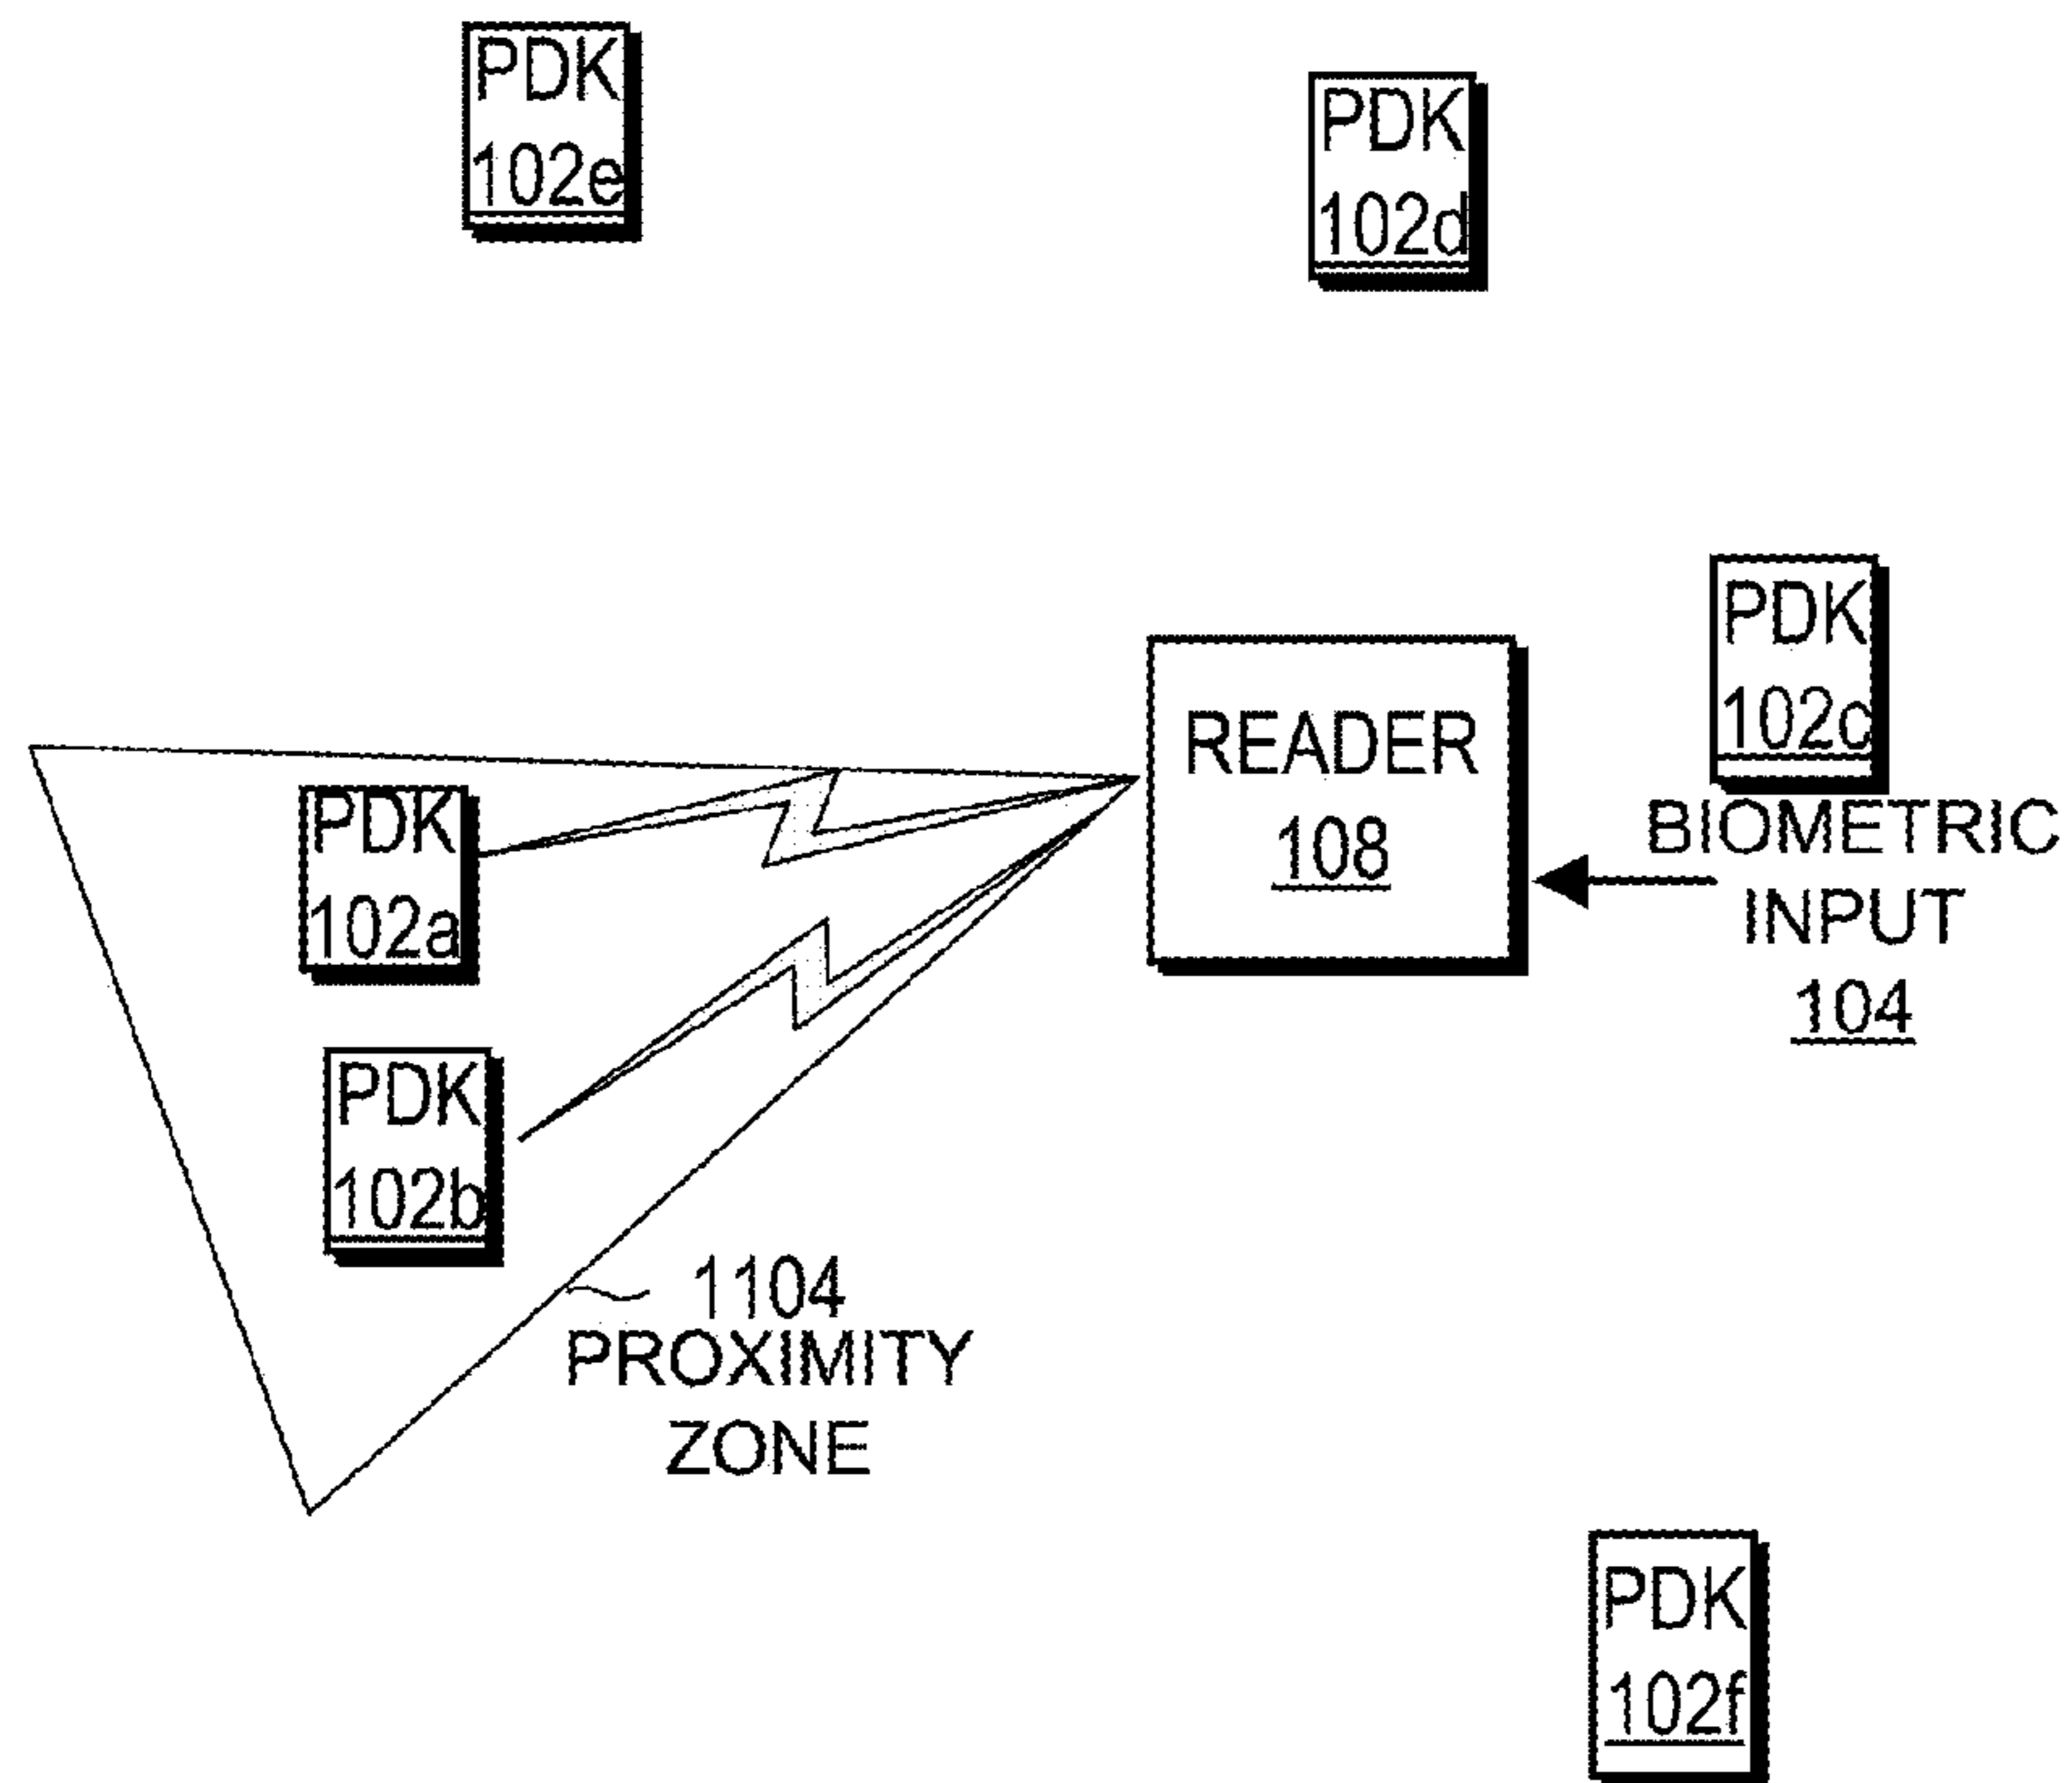 PDK
102e
PDK
102d
PDK
102c
READER
108
BIOMETRIC
INPUT
104
PDK
102a
PDK
102b
1104
PROXIMITY
ZONE
PDK
102f